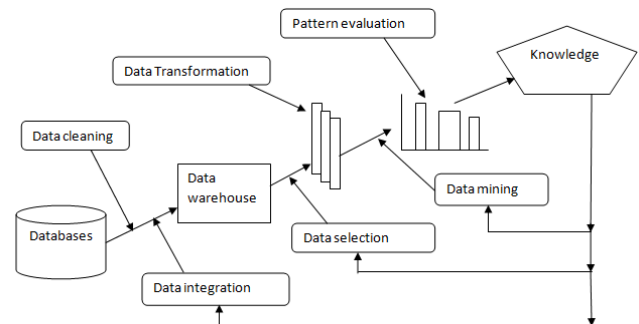 Pattern evaluation
Knowledge
Data Transformation
Data cleaning
Data
warehouse
Data mining
Databases
Data selection
Data integration